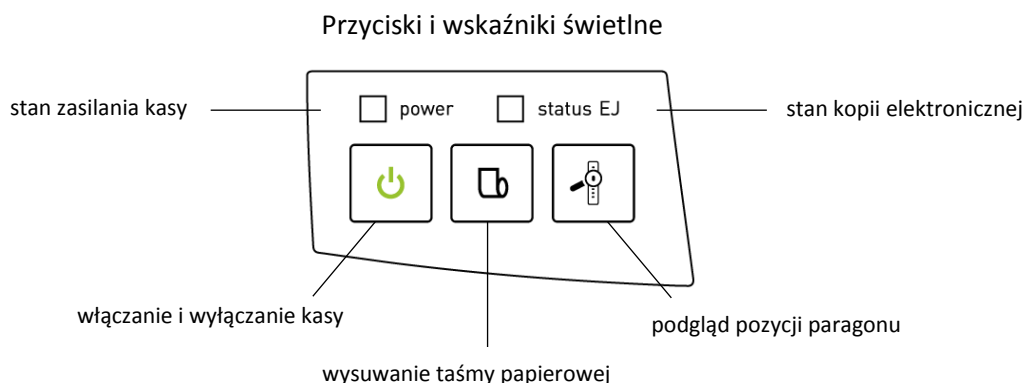 Przyciski i wskaźniki świetlne
stan zasilania kasy
power
status EJ
stan kopii elektronicznej
włączanie i wyłączanie kasy
podgląd pozycji paragonu
wysuwanie taśmy papierowej